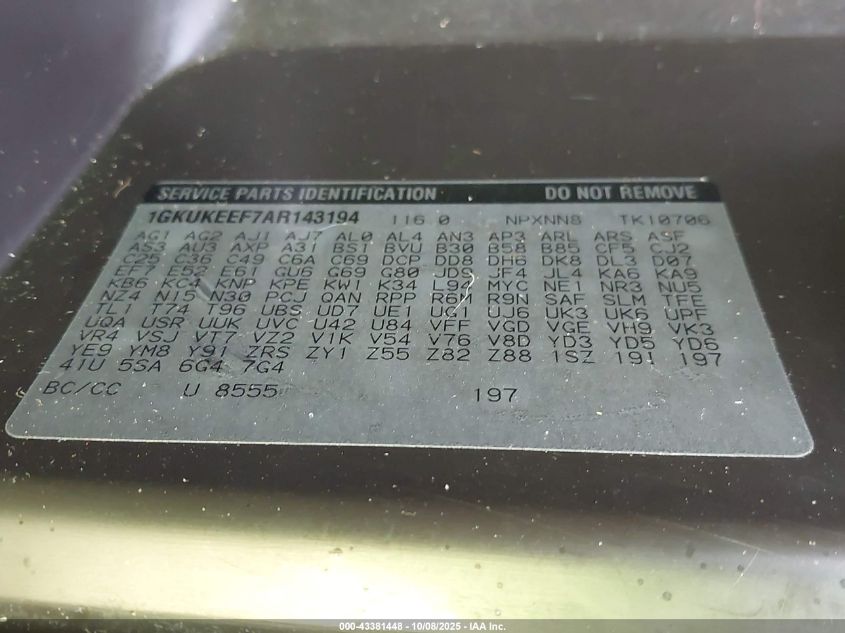 SERVICE PARTS IDENTIFICATION DO NOT REMOVE
1GKUKEEF7AR143194 116.0 NPXNN8 TK10706
AG1 AG2 AJ1 AJ7 AL0 AL4 AN3 AP3 ARL ARS ASF
AS3 AU3 AXP A31 BS1 BVU B30 B58 B85 CF5 CJ2
C25 C36 C49 C6A C69 DCP DD8 DH6 DK8 DL3 D07
EF7 E52 E61 GU6 G69 G80 JDS JF4 JL4 KA6 KA9
KB6 KC4 KNP KPE KW1 K34 L94 MYC NE1 NR3 NU5
NZ4 N15 N30 PCJ QAN RPP R6M R9N SAF SLM TFE
TL1 T74 T96 UBS UD7 UE1 UG1 UJ6 UK3 UK6 UPF
UQA USR UUK UVC U42 U84 VFF VGD VGE VH9 VK3
VR4 VSJ VT7 VZ2 V1K V54 V76 V8D YD3 YD5 YD6
YE9 YM8 Y91 ZRS ZY1 Z55 Z82 Z88 1SZ 19I 197
41U 5SA 6G4 7G4
BC/CC U 8555 197
000-43381448 - 10/08/2025 - IAA Inc.